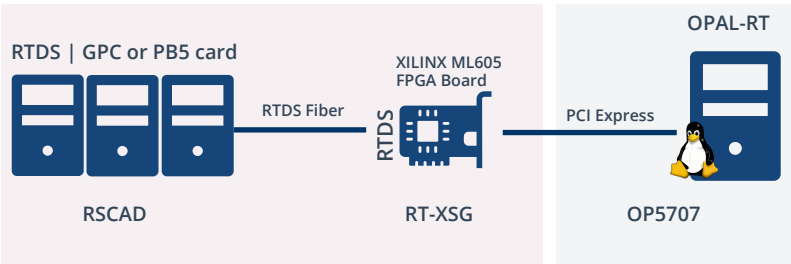 OPAL-RT
RTDS | GPC or PB5 card
XILINX ML605
FPGA Board
RTDS Fiber
RTDS
PCI Express
RSCAD
RT-XSG
OP5707